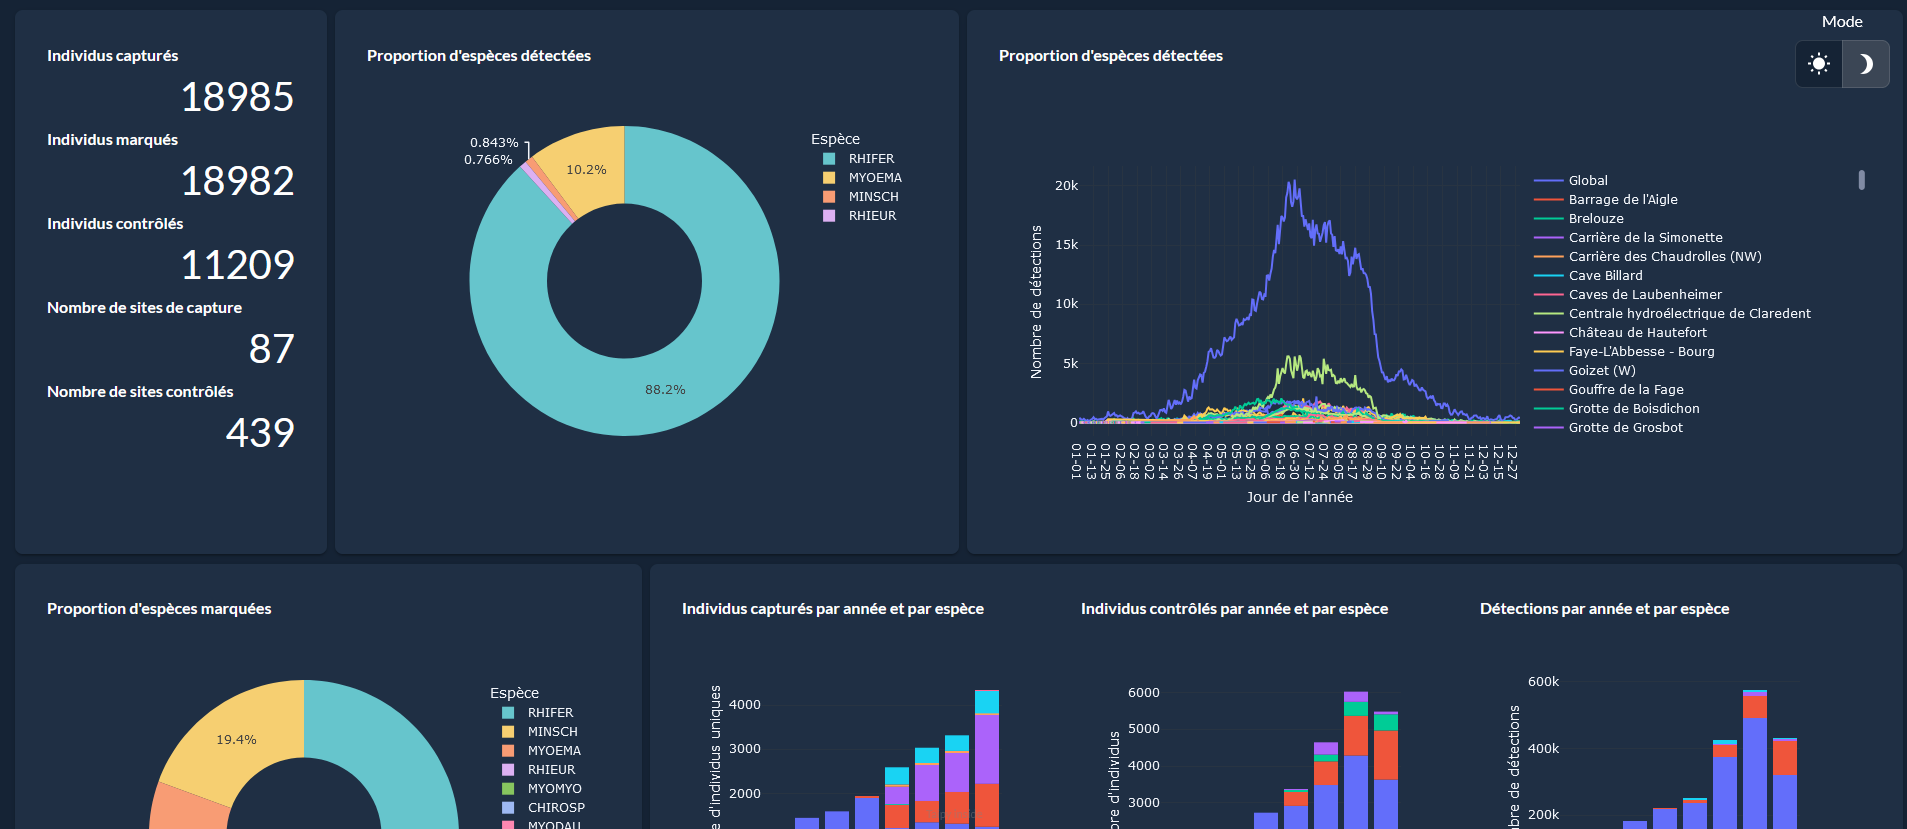 Mode
Individus capturés
18985
Individus marqués
18982
Individus contrôlés
11209
Nombre de sites de capture
87
Nombre de sites contrôlés
439
Proportion d'espèces détectées
0.843%
0.766%
10.2%
88.2%
Espèce
RHIFER
MYOEMA
MINSCH
RHIEUR
Proportion d'espèces détectées
Nombre de détections
20k
15k
10k
5k
0
01-01
01-13
01-25
02-06
02-18
03-02
03-14
03-26
04-07
04-19
05-01
05-13
05-25
06-06
06-18
06-30
07-12
07-24
08-05
08-17
08-29
09-10
09-22
10-04
10-16
10-28
11-09
11-21
12-03
12-15
12-27
Jour de l'année
Global
Barrage de l'Aigle
Brelouze
Carrière de la Simonette
Carrière des Chaudrolles (NW)
Cave Billard
Caves de Laubenheimer
Centrale hydroélectrique de Claredent
Château de Hautefort
Faye-L'Abbesse - Bourg
Goizet (W)
Gouffre de la Fage
Grotte de Boisdichon
Grotte de Grosbot
Proportion d'espèces marquées
19.4%
Espèce
RHIFER
MINSCH
MYOEMA
RHIEUR
MYOMYO
CHIROSP
MYODAU
Individus capturés par année et par espèce
d'individus uniques
4000
3000
2000
Individus contrôlés par année et par espèce
d'individus
6000
5000
4000
3000
Détections par année et par espèce
de détections
600k
400k
200k